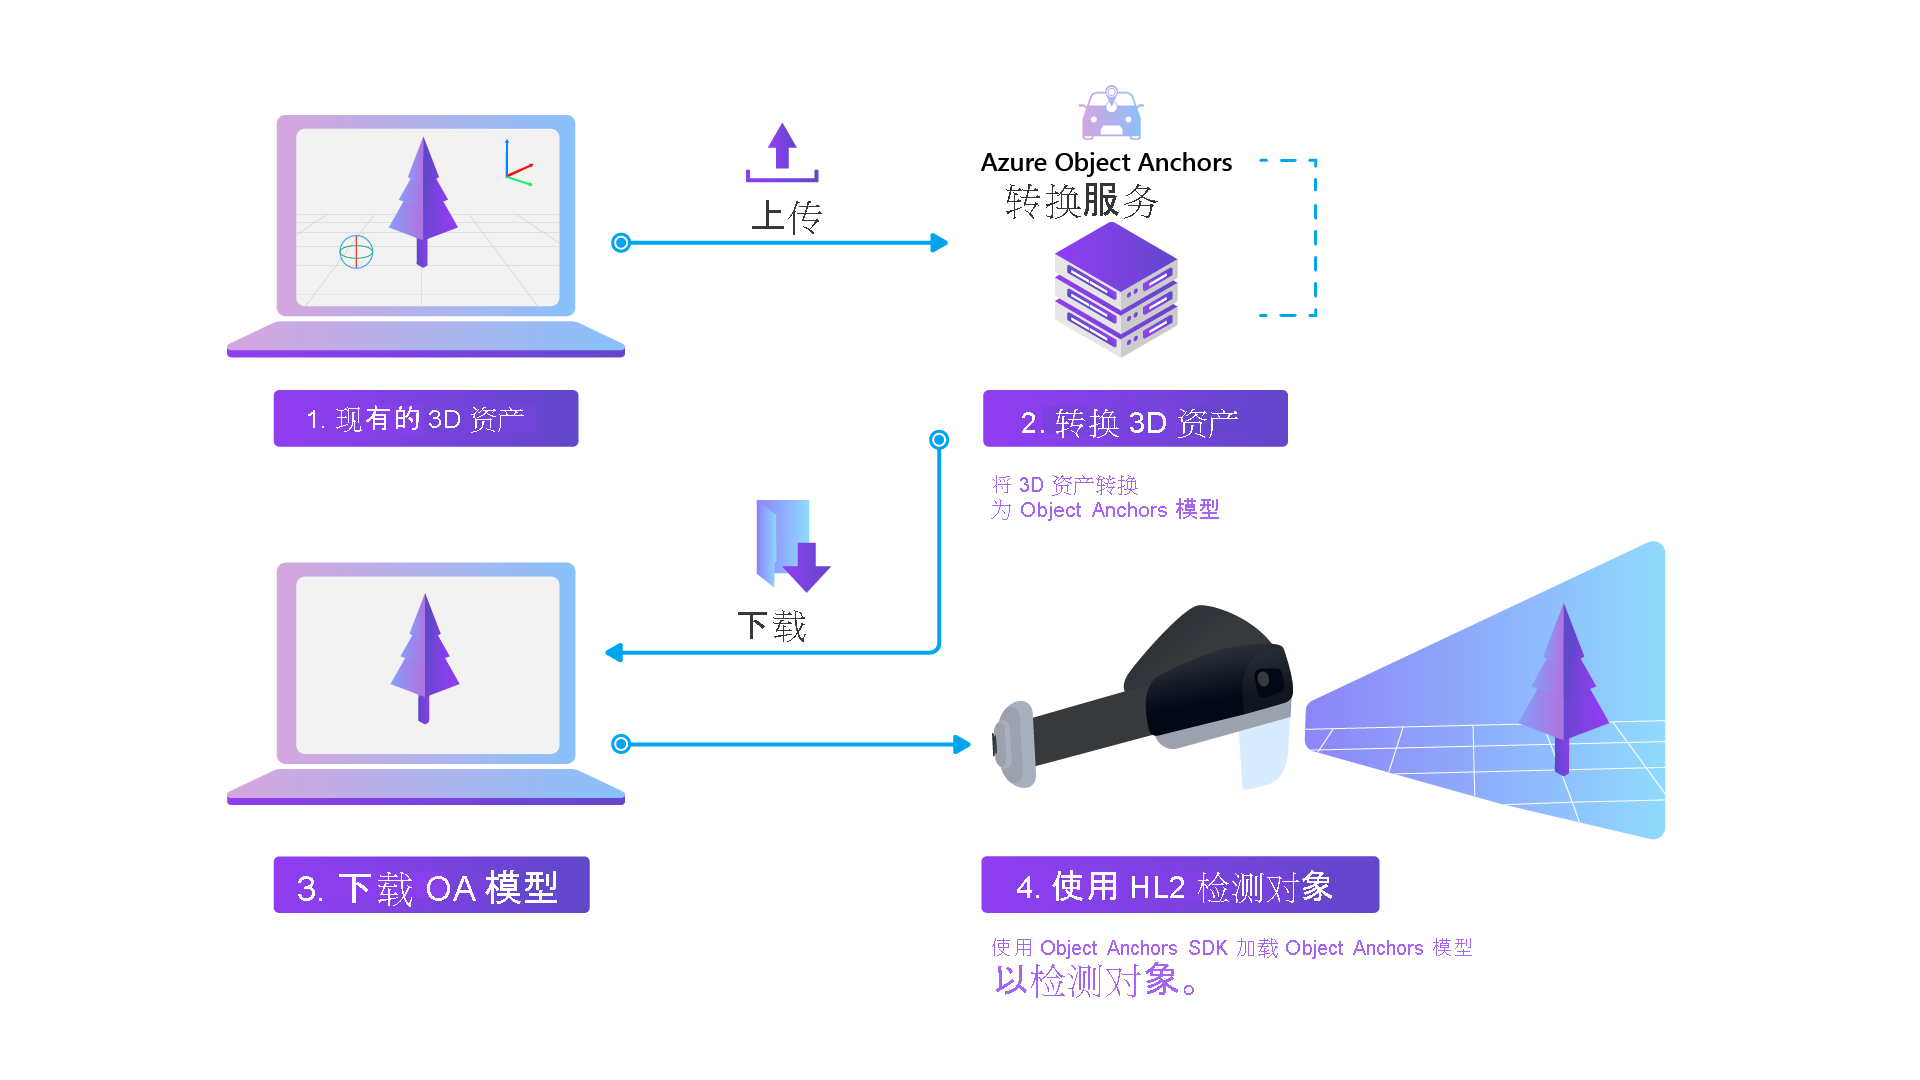 上传
Azure Object Anchors
转换服务
1. 现有的 3D 资产
2. 转换 3D 资产
将 3D 资产转换
为 Object Anchors 模型
下载
3. 下载 OA 模型
4. 使用 HL2 检测对象
使用 Object Anchors SDK 加载 Object Anchors 模型
以检测对象。